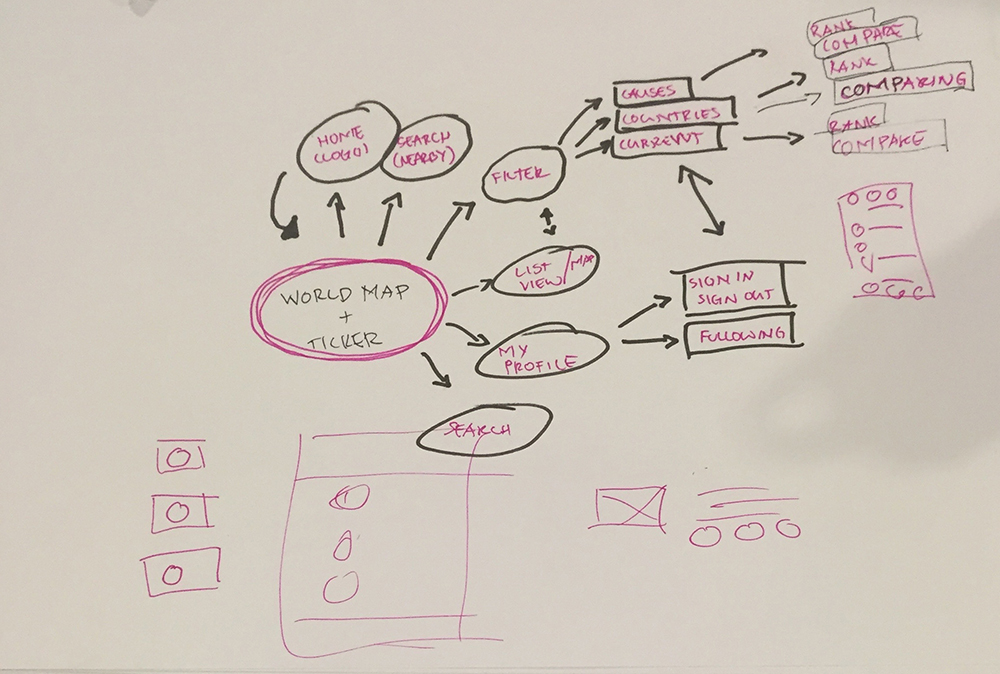 RANK
COMPARE
RANK
COMPARING
RANK
COMPARE
CAUSES
COUNTRIES
CURRENT
HOME
(LOGO)
SEARCH
(NEARBY)
FILTER
LIST
VIEW/MAP
WORLD MAP
+
TICKER
SIGN IN
SIGN OUT
FOLLOWING
MY
PROFILE
SEARCH